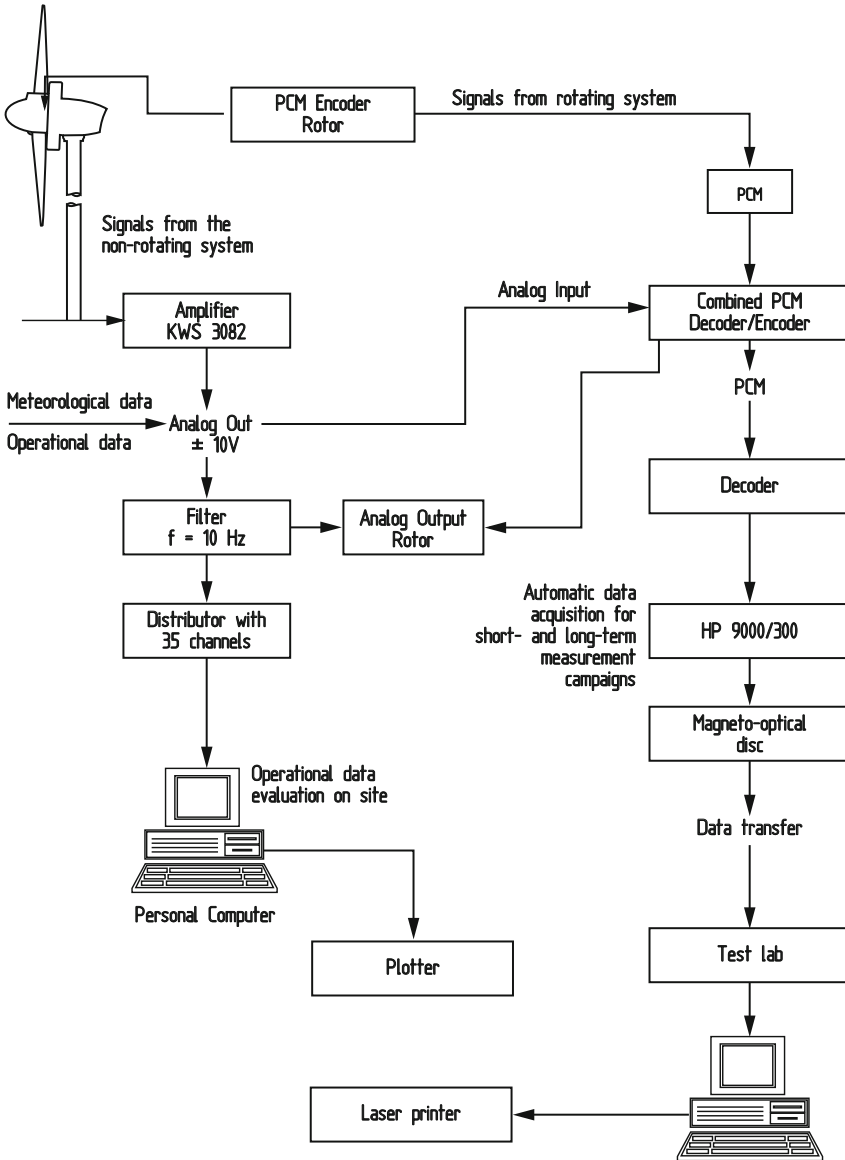 PCM Encoder
Rotor
Signals from rotating system
PCM
Signals from the
non-rotating system
Amplifier
KWS 3082
Analog Input
Combined PCM
Decoder/Encoder
PCM
Meteorological data
Operational data
Analog Out
± 10V
Decoder
Filter
f = 10 Hz
Analog Output
Rotor
Automatic data
acquisition for
short- and long-term
measurement
campaigns
HP 9000/300
Distributor with
35 channels
Magneto-optical
disc
Operational data
evaluation on site
Data transfer
Personal Computer
Plotter
Test lab
Laser printer